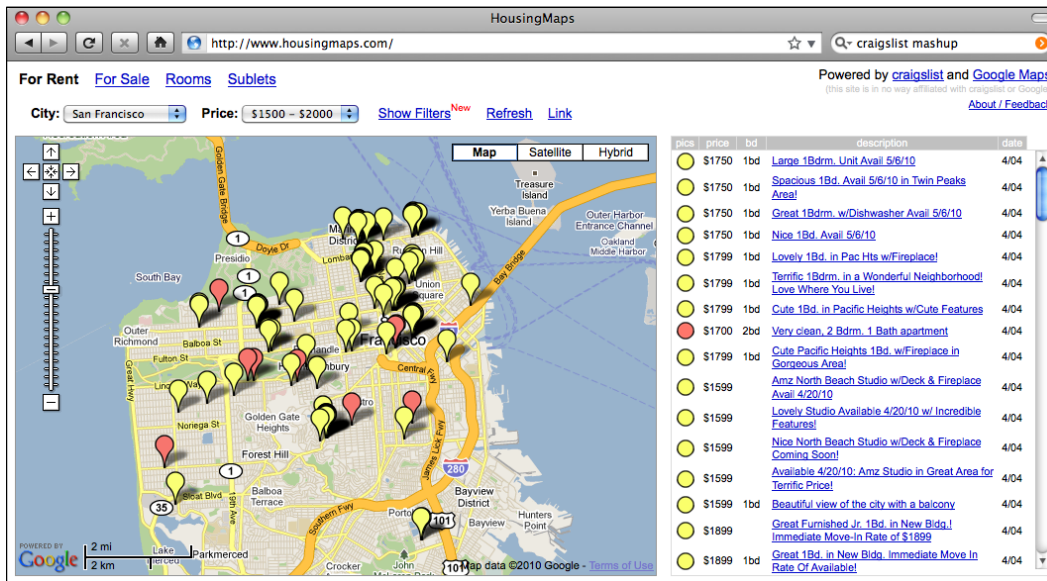 HousingMaps
http://www.housingmaps.com/
craigslist mashup
For Rent For Sale Rooms Sublets
Powered by craigslist and Google Maps
(this site is in no way affiliated with craigslist or Google
About / Feedback
City: San Francisco Price: $1500 - $2000 Show Filters New Refresh Link
Map Satellite Hybrid
Golden Gate Bridge
Treasure
Island
Yerba Buena
Island
Outer Harbor
Entrance Channel
Oakland
Middle Harbor
1
Doyle Dr
Presidio
Bay Bridge
South Bay
1
1
Union
Square
Outer
Richmond
Balboa St
Fulton St
Great Hwy
Central Fwy
Golden Gate
Heights
Noriega St
Forest Hill
James Lick Fwy
280
1
Sloat Blvd
35
19th Ave
Balboa
Terrace
Southern Fwy
Bayview
District
Hunters
Point
Bayview
101
101
Lake
Merced
Parkmerced
Crocker
John
POWERED BY
Google
2 mi
2 km
Map data ©2010 Google - Terms of Use
pics price bd description date
$1750 1bd Large 1Bdrm. Unit Avail 5/6/10 4/04
$1750 1bd Spacious 1Bd. Avail 5/6/10 in Twin Peaks
Area! 4/04
$1750 1bd Great 1Bdrm. w/Dishwasher Avail 5/6/10 4/04
$1750 1bd Nice 1Bd. Avail 5/6/10 4/04
$1799 1bd Lovely 1Bd. in Pac Hts w/Fireplace! 4/04
$1799 1bd Terrific 1Bdrm. in a Wonderful Neighborhood!
Love Where You Live! 4/04
$1799 1bd Cute 1Bd. in Pacific Heights w/Cute Features 4/04
$1700 2bd Very clean, 2 Bdrm. 1 Bath apartment 4/04
$1799 1bd Cute Pacific Heights 1Bd. w/Fireplace in
Gorgeous Area! 4/04
$1599 Amz North Beach Studio w/Deck & Fireplace
Avail 4/20/10 4/04
$1599 Lovely Studio Available 4/20/10 w/ Incredible
Features! 4/04
$1599 Nice North Beach Studio w/Deck & Fireplace
Coming Soon! 4/04
$1599 Available 4/20/10: Amz Studio in Great Area for
Terrific Price! 4/04
$1599 1bd Beautiful view of the city with a balcony 4/04
$1899 Great Furnished Jr. 1Bd. in New Bldg.!
Immediate Move-In Rate of $1899 4/04
$1899 1bd Great 1Bd. in New Bldg. Immediate Move In
Rate Of Available! 4/04